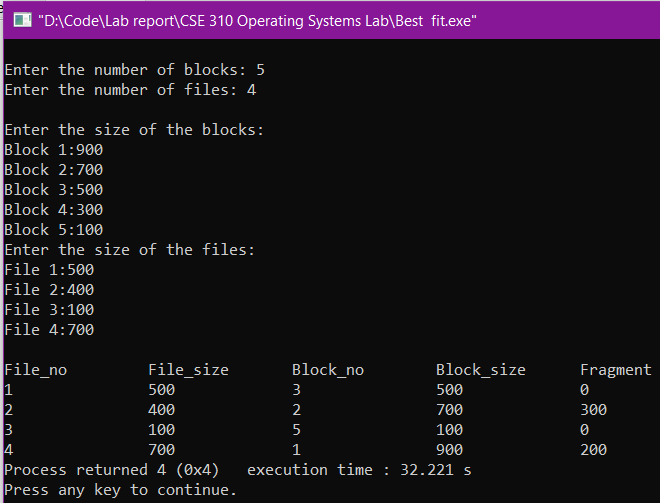 "D:\Code\Lab report\CSE 310 Operating Systems Lab\Best  fit.exe"
Enter the number of blocks: 5
Enter the number of files: 4
Enter the size of the blocks:
Block 1:900
Block 2:700
Block 3:500
Block 4:300
Block 5:100
Enter the size of the files:
File 1:500
File 2:400
File 3:100
File 4:700
File_no         File_size       Block_no        Block_size      Fragment
1               500             3               500             0
2               400             2               700             300
3               100             5               100             0
4               700             1               900             200
Process returned 4 (0x4)   execution time : 32.221 s
Press any key to continue.